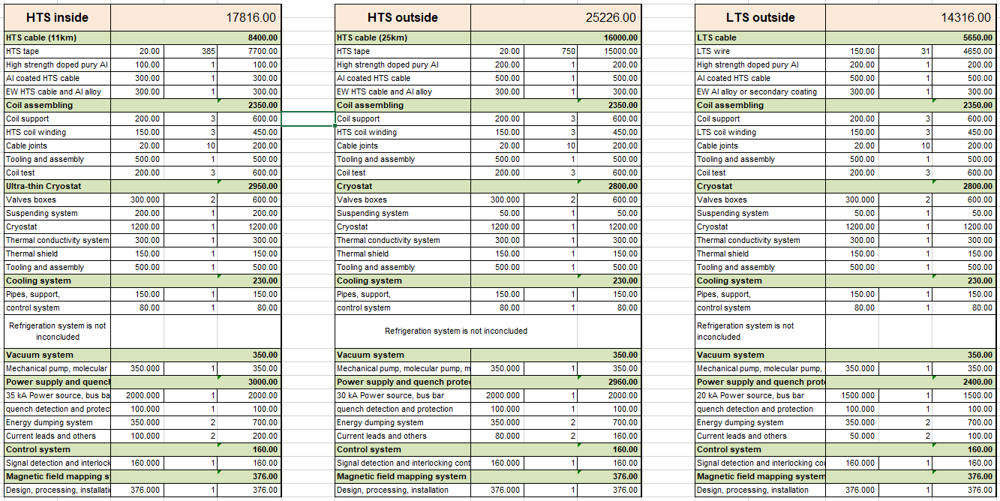 HTS inside 17816.00
HTS cable (11km) 8400.00
HTS tape 20.00 385 7700.00
High strength doped pury Al 100.00 1 100.00
Al coated HTS cable 300.00 1 300.00
EW HTS cable and Al alloy 300.00 1 300.00
Coil assembling 2350.00
Coil support 200.00 3 600.00
HTS coil winding 150.00 3 450.00
Cable joints 20.00 10 200.00
Tooling and assembly 500.00 1 500.00
Coil test 200.00 3 600.00
Ultra-thin Cryostat 2950.00
Valves boxes 300.000 2 600.00
Suspending system 200.00 1 200.00
Cryostat 1200.00 1 1200.00
Thermal conductivity system 300.00 1 300.00
Thermal shield 150.00 1 150.00
Tooling and assembly 500.00 1 500.00
Cooling system 230.00
Pipes, support, 150.00 1 150.00
control system 80.00 1 80.00
Refrigeration system is not
inconcluded
Vacuum system 350.00
Mechanical pump, molecular 350.000 1 350.00
Power supply and quench 3000.00
35 kA Power source, bus ba 2000.000 1 2000.00
quench detection and protec 100.000 1 100.00
Energy dumping system 350.000 2 700.00
Current leads and others 100.000 2 200.00
Control system 160.00
Signal detection and interlock 160.000 1 160.00
Magnetic field mapping s 376.00
Design, processing, installati 376.000 1 376.00
HTS outside 25226.00
HTS cable (25km) 16000.00
HTS tape 20.00 750 15000.00
High strength doped pury Al 200.00 1 200.00
Al coated HTS cable 500.00 1 500.00
EW HTS cable and Al alloy 300.00 1 300.00
Coil assembling 2350.00
Coil support 200.00 3 600.00
HTS coil winding 150.00 3 450.00
Cable joints 20.00 10 200.00
Tooling and assembly 500.00 1 500.00
Coil test 200.00 3 600.00
Cryostat 2800.00
Valves boxes 300.000 2 600.00
Suspending system 50.00 1 50.00
Cryostat 1200.00 1 1200.00
Thermal conductivity system 300.00 1 300.00
Thermal shield 150.00 1 150.00
Tooling and assembly 500.00 1 500.00
Cooling system 230.00
Pipes, support, 150.00 1 150.00
control system 80.00 1 80.00
Refrigeration system is not inconcluded
Vacuum system 350.00
Mechanical pump, molecular pump, m 350.000 1 350.00
Power supply and quench prote 2960.00
30 kA Power source, bus bar 2000.000 1 2000.00
quench detection and protection 100.000 1 100.00
Energy dumping system 350.000 2 700.00
Current leads and others 80.000 2 160.00
Control system 160.00
Signal detection and interlocking cont 160.000 1 160.00
Magnetic field mapping system 376.00
Design, processing, installation 376.000 1 376.00
LTS outside 14316.00
LTS cable 5650.00
LTS wire 150.00 31 4650.00
High strength doped pury Al 200.00 1 200.00
Al coated HTS cable 500.00 1 500.00
EW Al alloy or secondary coating 300.00 1 300.00
Coil assembling 2350.00
Coil support 200.00 3 600.00
LTS coil winding 150.00 3 450.00
Cable joints 20.00 10 200.00
Tooling and assembly 500.00 1 500.00
Coil test 200.00 3 600.00
Cryostat 2800.00
Valves boxes 300.000 2 600.00
Suspending system 50.00 1 50.00
Cryostat 1200.00 1 1200.00
Thermal conductivity system 300.00 1 300.00
Thermal shield 150.00 1 150.00
Tooling and assembly 500.00 1 500.00
Cooling system 230.00
Pipes, support, 150.00 1 150.00
control system 80.00 1 80.00
Refrigeration system is not
inconcluded
Vacuum system 350.00
Mechanical pump, molecular pump, 350.000 1 350.00
Power supply and quench prot 2400.00
20 kA Power source, bus bar 1500.000 1 1500.00
quench detection and protection 100.000 1 100.00
Energy dumping system 350.000 2 700.00
Current leads and others 50.000 2 100.00
Control system 160.00
Signal detection and interlocking co 160.000 1 160.00
Magnetic field mapping system 376.00
Design, processing, installation 376.000 1 376.00